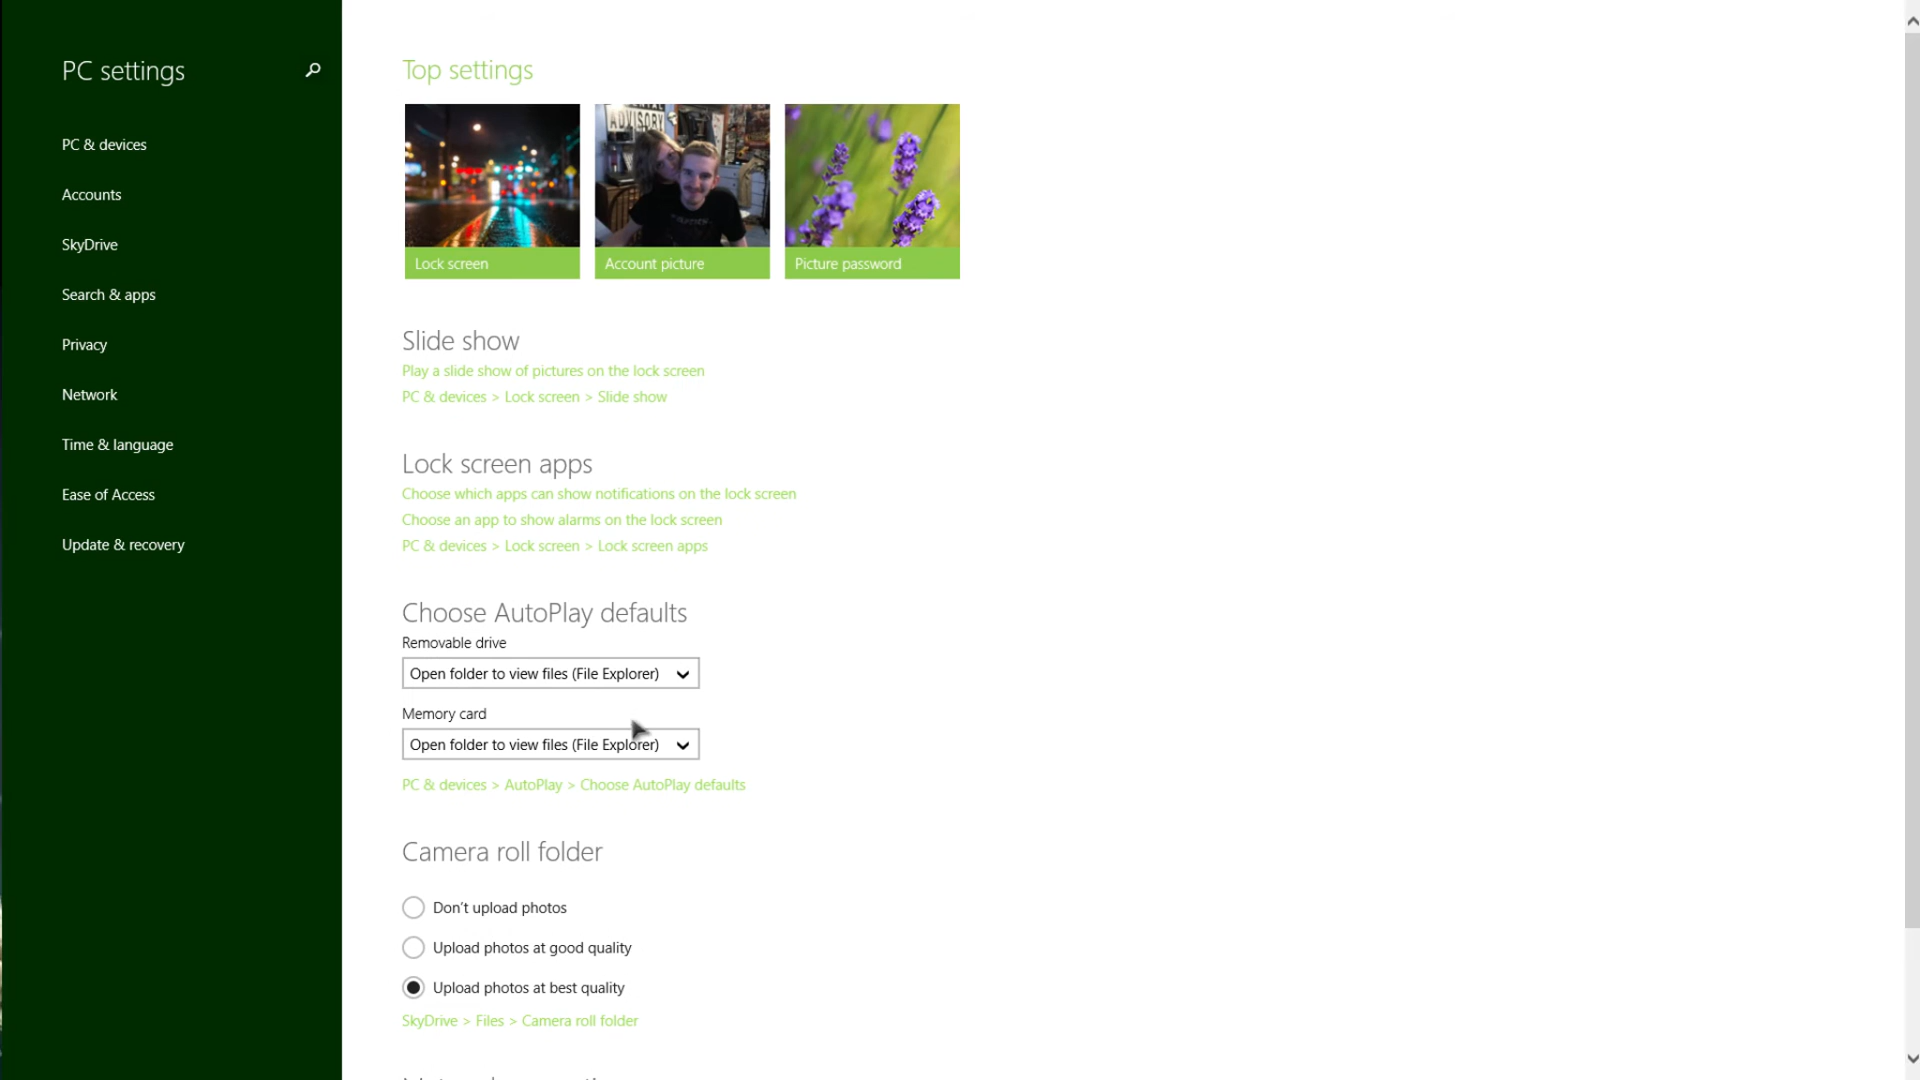 PC settings
PC & devices
Accounts
SkyDrive
Search & apps
Privacy
Network
Time & language
Ease of Access
Update & recovery
Top settings
ADVISORY
Lock screen
Account picture
Picture password
Slide show
Play a slide show of pictures on the lock screen
PC & devices > Lock screen > Slide show
Lock screen apps
Choose which apps can show notifications on the lock screen
Choose an app to show alarms on the lock screen
PC & devices > Lock screen > Lock screen apps
Choose AutoPlay defaults
Removable drive
Open folder to view files (File Explorer)
Memory card
Open folder to view files (File Explorer)
PC & devices > AutoPlay > Choose AutoPlay defaults
Camera roll folder
Don't upload photos
Upload photos at good quality
Upload photos at best quality
SkyDrive > Files > Camera roll folder